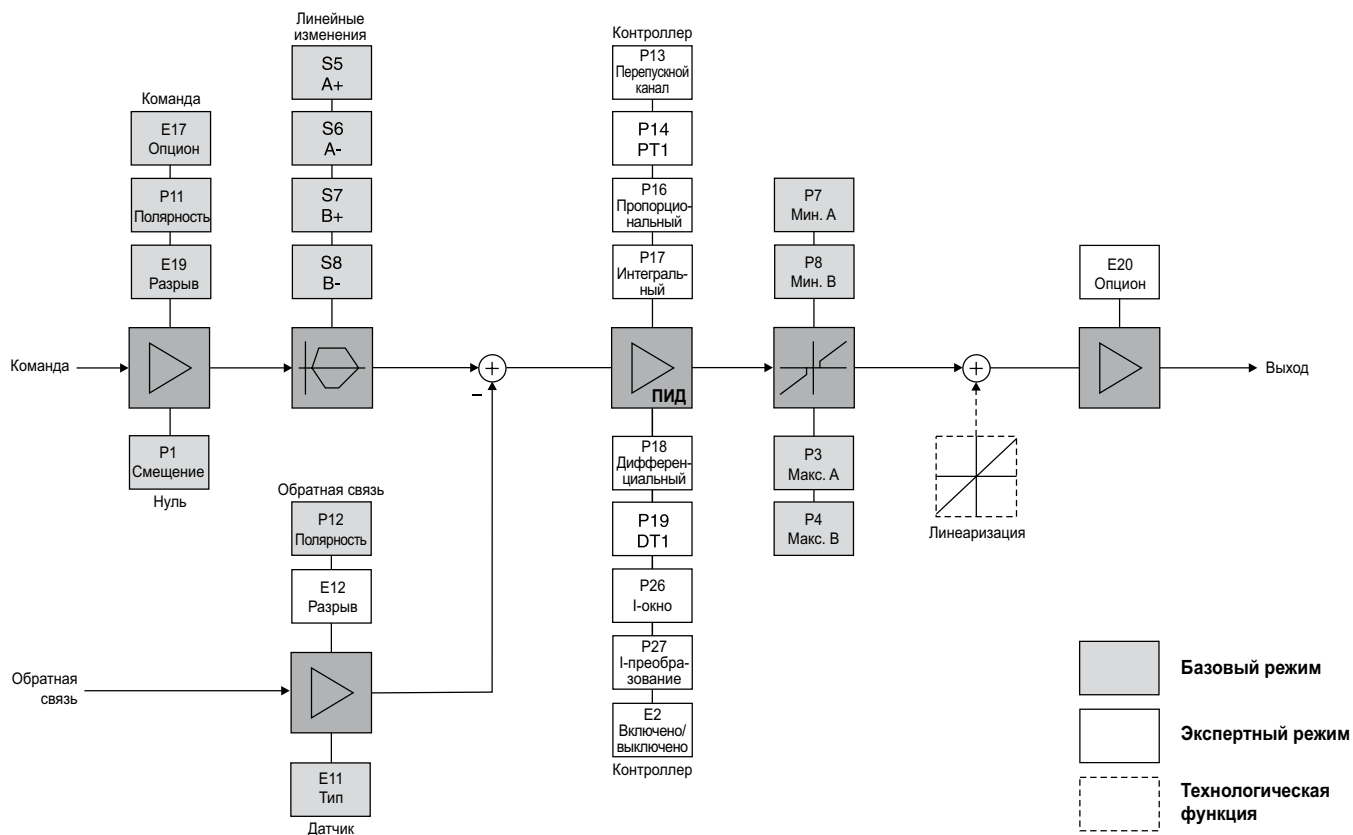 Линейные
изменения
S5
A+
S6
A-
S7
B+
S8
B-
Команда
E17
Опцион
P11
Полярность
E19
Разрыв
Команда
P1
Смещение
Нуль
Обратная связь
P12
Полярность
E12
Разрыв
Обратная
связь
E11
Тип
Датчик
+
–
Контроллер
P13
Перепускной
канал
P14
PT1
P16
Пропорцио-
нальный
P17
Интеграль-
ный
ПИД
P18
Дифферен-
циальный
P19
DT1
P26
I-окно
P27
I-преобра-
зование
E2
Включено/
выключено
Контроллер
P7
Мин. A
P8
Мин. B
P3
Макс. A
P4
Макс. B
+
Линеаризация
E20
Опцион
Выход
Базовый режим
Экспертный режим
Технологическая
функция